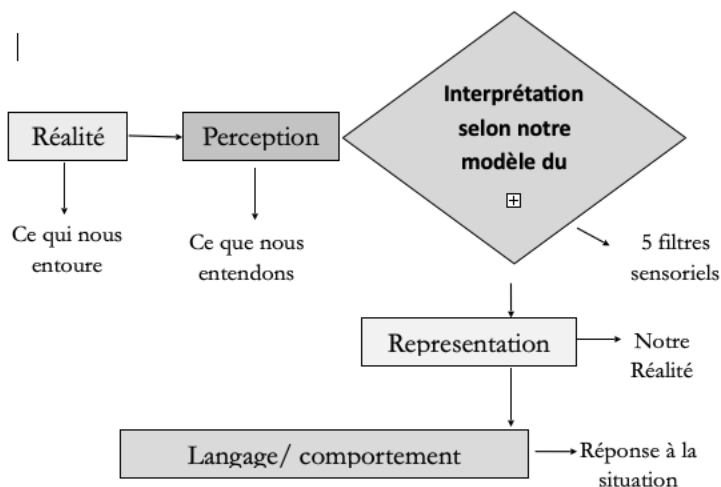 Interprétation
selon notre
modèle du
Réalité
Perception
Ce qui nous
entoure
Ce que nous
entendons
5 filtres
sensoriels
Representation
Notre
Réalité
Langage/ comportement
Réponse à la
situation